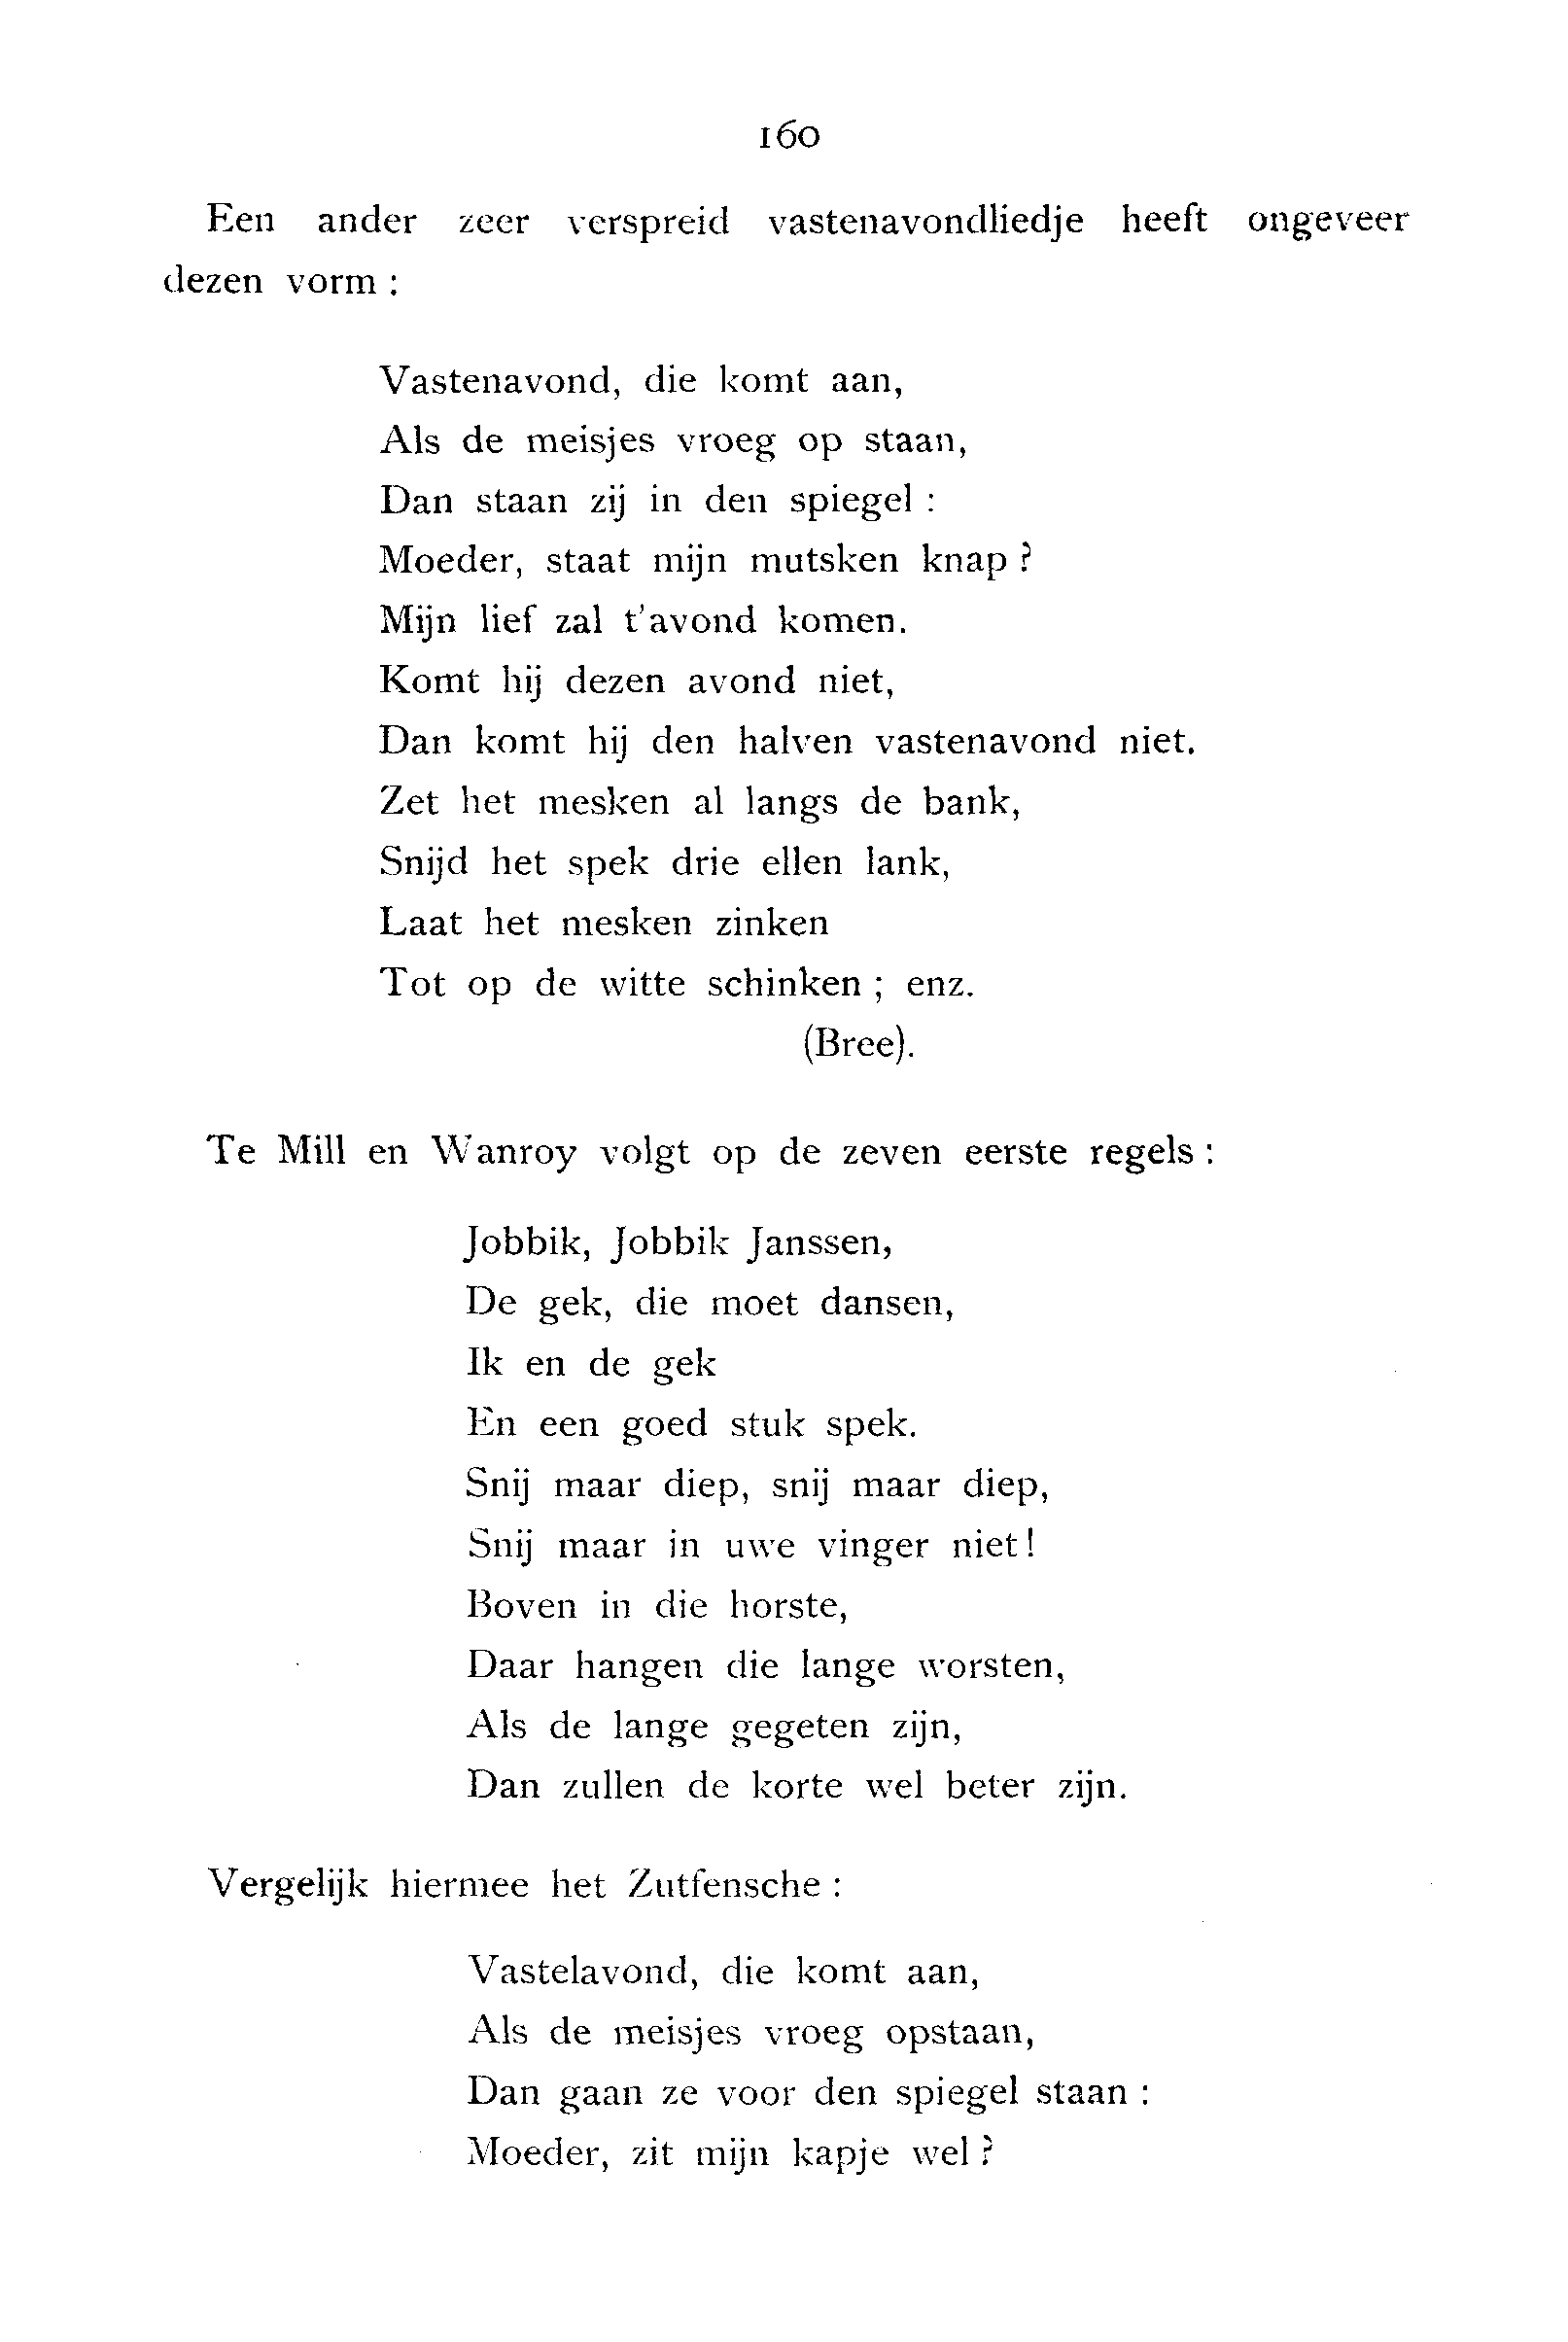 160
Een ander zeer verspreid vastenavondliedje heeft ongeveer
dezen vorm :
Vastenavond, die komt aan,
Als de meisjes vroeg op staan,
Dan staan zij in den spiegel :
Moeder, staat mijn mutsken knap ?
Mijn lief zal t'avond komen.
Komt hij dezen avond niet,
Dan komt hij den halven vastenavond niet.
Zet het mesken al langs de bank,
Snijd het spek drie ellen lank,
Laat het mesken zinken
Tot op de witte schinken ; enz.
(Bree).
Te Mill en Wanroy volgt op de zeven eerste regels :
Jobbik, Jobbik Janssen,
De gek, die moet dansen,
Ik en de gek
En een goed stuk spek.
Snij maar diep, snij maar diep,
Snij maar in uwe vinger niet!
Boven in die horste,
Daar hangen die lange worsten,
Als de lange gegeten zijn,
Dan zullen de korte wel beter zijn.
Vergelijk hiermee het Zutfensche :
Vastelavond, die komt aan,
Als de meisjes vroeg opstaan,
Dan gaan ze voor den spiegel staan :
Moeder, zit mijn kapje wel ?